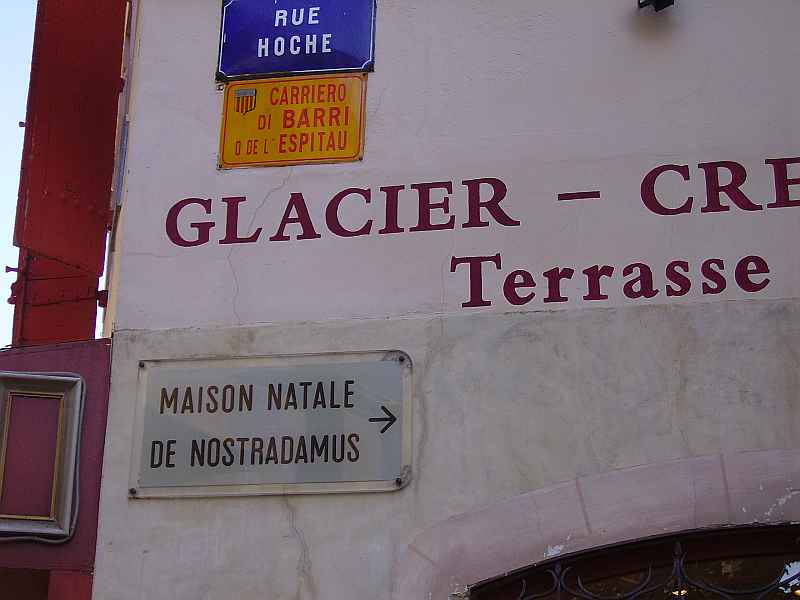 RUE
HOCHE
CARRIERO
DI BARRI
O DE L'ESPITAU
GLACIER - CRE
Terrasse
MAISON NATALE →
DE NOSTRADAMUS